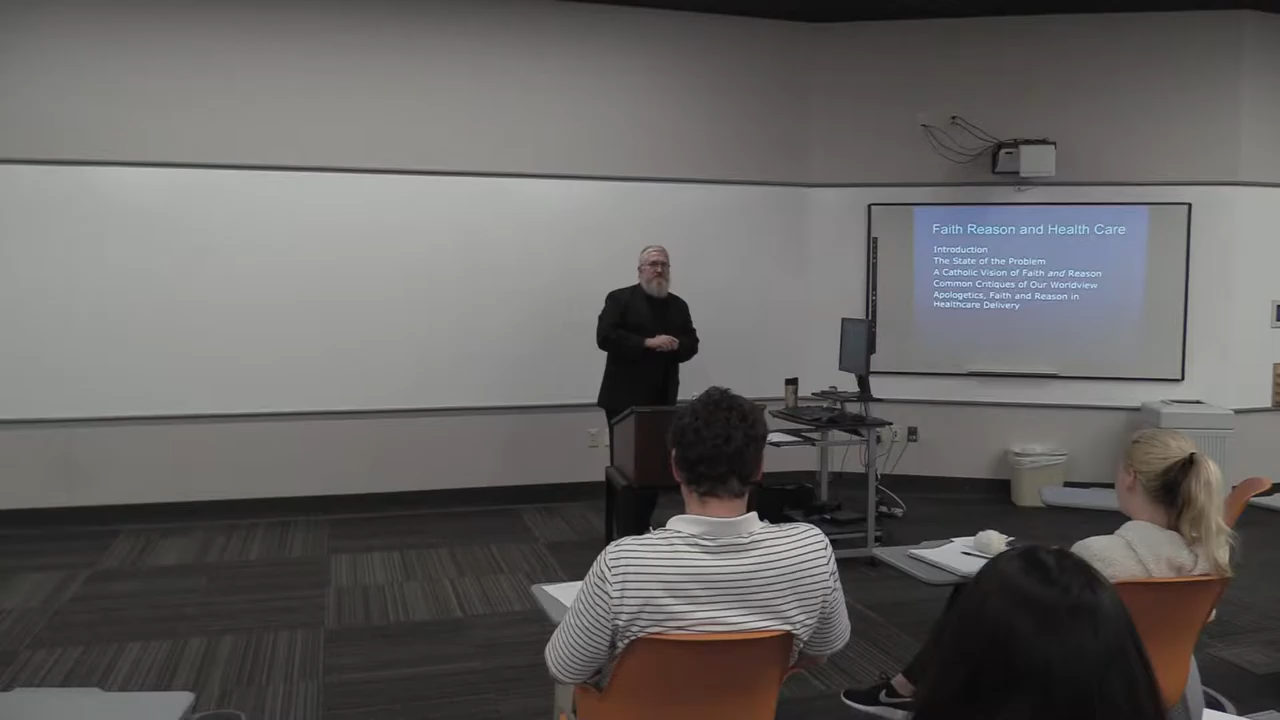 Faith Reason and Health Care
Introduction
The State of the Problem
A Catholic Vision of Faith and Reason
Common Critiques of Our Worldview
Apologetics, Faith and Reason in
Healthcare Delivery